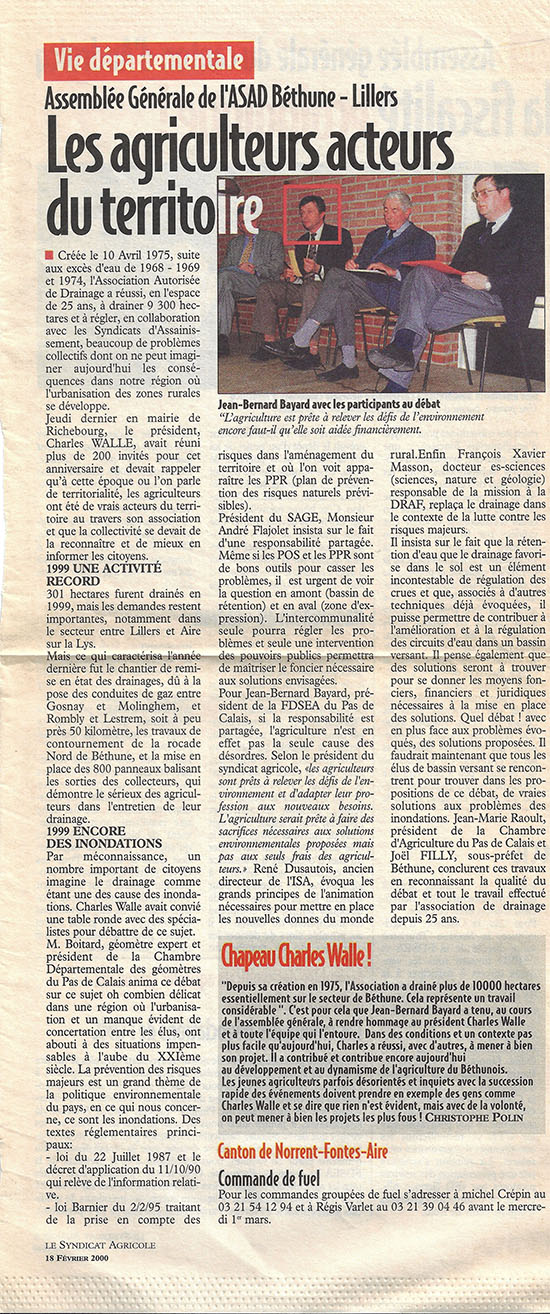 Vie départementale
Assemblée Générale de l'ASAD Béthune - Lillers
Les agriculteurs acteurs
du territoire
Créée le 10 Avril 1975, suite
aux excès d'eau de 1968 - 1969
et 1974, l'Association Autorisée
de Drainage a réussi, en l'espace
de 25 ans, à drainer 9 300 hec-
tares et à régler, en collaboration
avec les Syndicats d'Assainis-
sement, beaucoup de problèmes
collectifs dont on ne peut imagi-
ner aujourd'hui les consé-
quences dans notre région où
l'urbanisation des zones rurales
se développe.
Jeudi dernier en mairie de
Richebourg, le président,
Charles WALLE, avait réuni
plus de 200 invités pour cet
anniversaire et devait rappeler
qu'à cette époque ou l'on parle
de territorialité, les agriculteurs
ont été de vrais acteurs du terri-
toire au travers son association
et que la collectivité se devait de
la reconnaître et de mieux en
informer les citoyens.
1999 UNE ACTIVITÉ
RECORD
301 hectares furent drainés en
1999, mais les demandes restent
importantes, notamment dans
le secteur entre Lillers et Aire
sur la Lys.
Mais ce qui caractérisa l'année
dernière fut le chantier de remi-
se en état des drainages, dû à la
pose des conduites de gaz entre
Gosnay et Molinghem, et
Rombly et Lestrem, soit à peu
près 50 kilomètre, les travaux de
contournement de la rocade
Nord de Béthune, et la mise en
place des 800 panneaux balisant
les sorties des collecteurs, qui
démontre le sérieux des agricul-
teurs dans l'entretien de leur
drainage.
1999 ENCORE
DES INONDATIONS
Par méconnaissance, un
nombre important de citoyens
imagine le drainage comme
étant une des cause des inonda-
tions. Charles Walle avait convié
une table ronde avec des spécia-
listes pour débattre de ce sujet.
M. Boitard, géomètre expert et
président de la Chambre
Départementale des géomètres
du Pas de Calais anima ce débat
sur ce sujet oh combien délicat
dans une région où l'urbanisa-
tion et un manque évident de
concertation entre les élus, ont
abouti à des situations impen-
sables à l'aube du XXIème
siècle. La prévention des risques
majeurs est un grand thème de
la politique environnementale
du pays, en ce qui nous concer-
ne, ce sont les inondations. Des
textes réglementaires princi-
paux:
- loi du 22 Juillet 1987 et le
décret d'application du 11/10/90
qui relève de l'information relati-
ve.
- loi Barnier du 2/2/95 traitant
de la prise en compte des
Jean-Bernard Bayard avec les participants au débat
"L'agriculture est prête à relever les défis de l'environnement
encore faut-il qu'elle soit aidée financièrement.
risques dans l'aménagement du
territoire et où l'on voit appa-
raître les PPR (plan de préven-
tion des risques naturels prévi-
sibles).
Président du SAGE, Monsieur
André Flajolet insista sur le fait
d'une responsabilité partagée.
Même si les POS et les PPR sont
de bons outils pour casser les
problèmes, il est urgent de voir
la question en amont (bassin de
rétention) et en aval (zone d'ex-
pression). L'intercommunalité
seule pourra régler les pro-
blèmes et seule une intervention
des pouvoirs publics permettra
de maîtriser le foncier nécessaire
aux solutions envisagées.
Pour Jean-Bernard Bayard, pré-
sident de la FDSEA du Pas de
Calais, si la responsabilité est
partagée, l'agriculture n'est en
effet pas la seule cause des
désordres. Selon le président du
syndicat agricole, «les agriculteurs
sont prêts à relever les défis de l'en-
vironnement et d'adapter leur pro-
fession aux nouveaux besoins.
L'agriculture serait prête à faire des
sacrifices nécessaires aux solutions
environnementales proposées mais
pas aux seuls frais des agricul-
teurs.» René Dusautois, ancien
directeur de l'ISA, évoqua les
grands principes de l'animation
nécessaires pour mettre en place
les nouvelles donnes du monde
rural.Enfin François Xavier
Masson, docteur es-sciences
(sciences, nature et géologie)
responsable de la mission à la
DRAF, replaça le drainage dans
le contexte de la lutte contre les
risques majeurs.
Il insista sur le fait que la réten-
tion d'eau que le drainage favori-
se dans le sol est un élément
incontestable de régulation des
crues et que, associés à d'autres
techniques déjà évoquées, il
puisse permettre de contribuer à
l'amélioration et à la régulation
des circuits d'eau dans un bassin
versant. Il pense également que
des solutions seront à trouver
pour se donner les moyens fon-
ciers, financiers et juridiques
nécessaires à la mise en place
des solutions. Quel débat ! avec
en plus face aux problèmes évo-
qués, des solutions proposées. Il
faudrait maintenant que tous les
élus de bassin versant se rencon-
trent pour trouver dans les pro-
positions de ce débat, de vraies
solutions aux problèmes des
inondations. Jean-Marie Raoult,
président de la Chambre
d'Agriculture du Pas de Calais et
Joël FILLY, sous-préfet de
Béthune, conclurent ces travaux
en reconnaissant la qualité du
débat et tout le travail effectué
par l'association de drainage
depuis 25 ans.
Chapeau Charles Walle !
"Depuis sa création en 1975, l'Association a drainé plus de 10000 hectares
essentiellement sur le secteur de Béthune. Cela représente un travail
considérable ". C'est pour cela que Jean-Bernard Bayard a tenu, au cours
de l'assemblée générale, à rendre hommage au président Charles Walle
et à toute l'équipe qui l'entoure. Dans des conditions et un contexte pas
plus facile qu'aujourd'hui, Charles a réussi, avec d'autres, à mener à bien
son projet. Il a contribué et contribue encore aujourd'hui
au développement et au dynamisme de l'agriculture du Béthunois.
Les jeunes agriculteurs parfois désorientés et inquiets avec la succession
rapide des événements doivent prendre en exemple des gens comme
Charles Walle et se dire que rien n'est évident, mais avec de la volonté,
on peut mener à bien les projets les plus fous ! CHRISTOPHE POLIN
Canton de Norrent-Fontes-Aire
Commande de fuel
Pour les commandes groupées de fuel s'adresser à michel Crépin au
03 21 54 12 94 et à Régis Varlet au 03 21 39 04 46 avant le mercre-
di 1er mars.
LE SYNDICAT AGRICOLE
18 FÉVRIER 2000